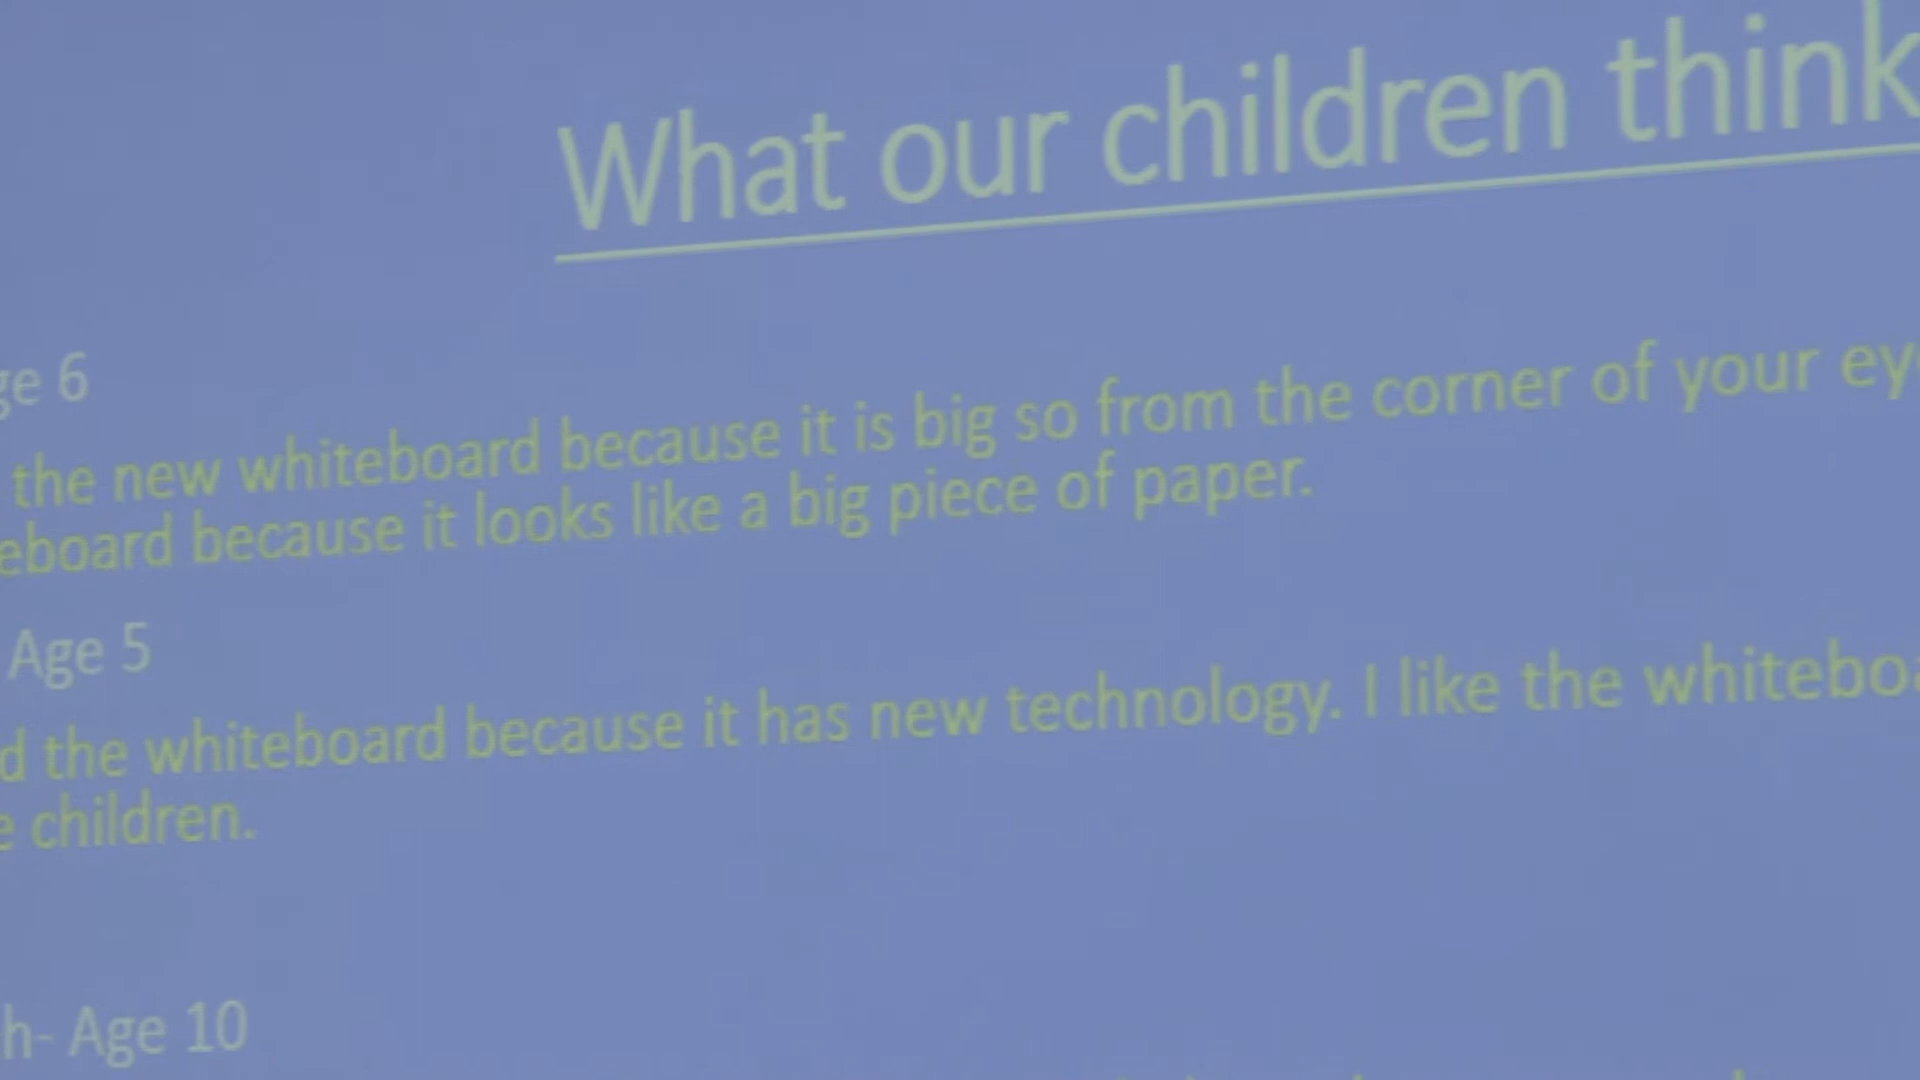 What our children think
ge 6
the new whiteboard because it is big so from the corner of your eye
eboard because it looks like a big piece of paper.
Age 5
d the whiteboard because it has new technology. I like the whiteboa
e children.
h- Age 10